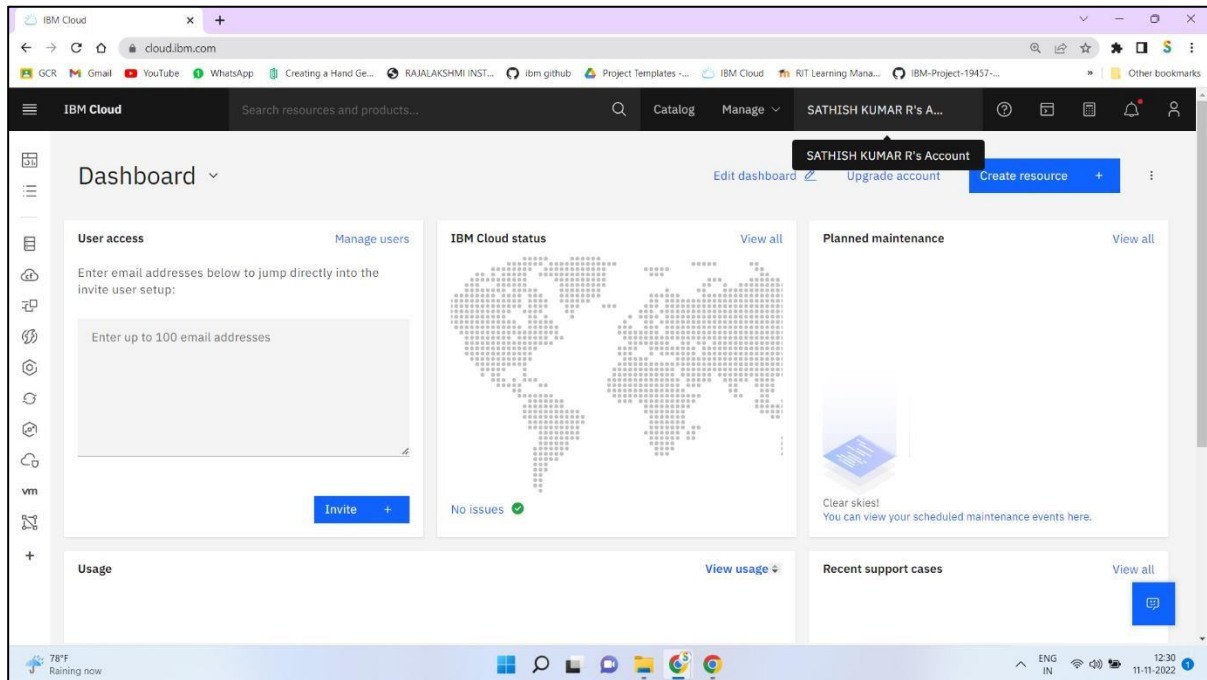 IBM Cloud
cloud.ibm.com
GCR Gmail YouTube WhatsApp Creating a Hand Ge... RAJALAKSHMI INST... ibm github Project Templates -... IBM Cloud RIT Learning Mana... IBM-Project-19457-... » Other bookmarks
IBM Cloud Search resources and products... Catalog Manage SATHISH KUMAR R's A...
SATHISH KUMAR R's Account
Dashboard Edit dashboard Upgrade account Create resource +
User access Manage users
Enter email addresses below to jump directly into the
invite user setup:
Enter up to 100 email addresses
Invite +
IBM Cloud status View all
No issues
Planned maintenance View all
Clear skies!
You can view your scheduled maintenance events here.
vm
Usage View usage
Recent support cases View all
78°F
Raining now
S
ENG
IN
12:30
11-11-2022
1